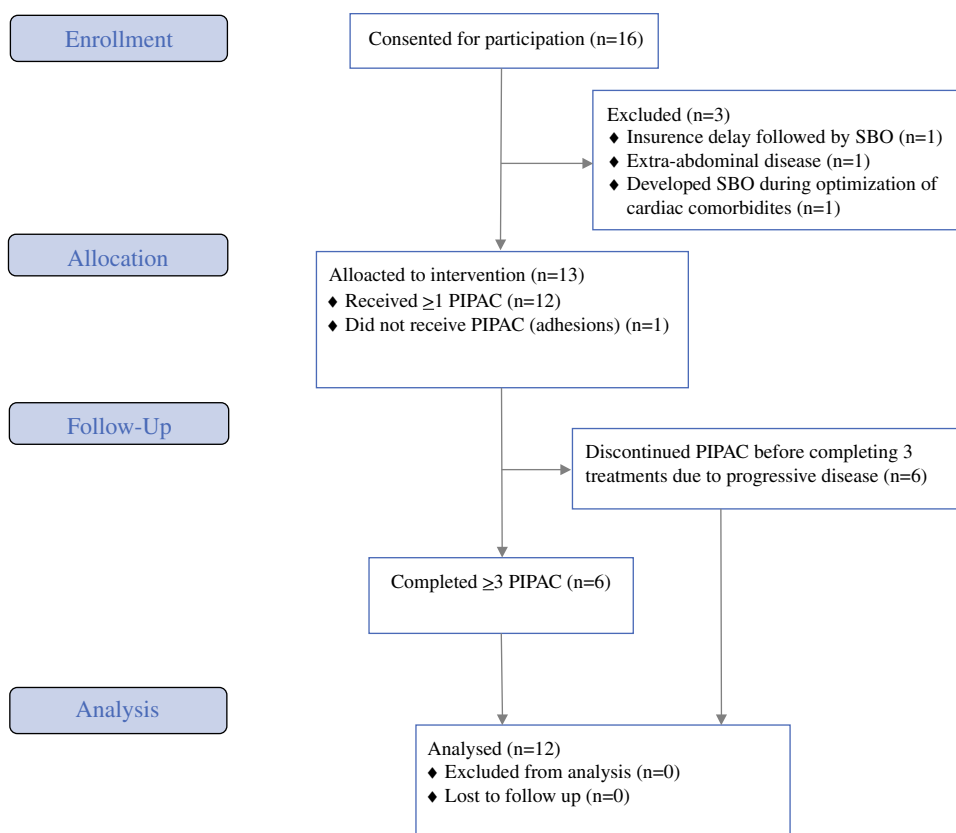 Enrollment
Consented for participation (n=16)
Excluded (n=3)
♦ Insurence delay followed by SBO (n=1)
♦ Extra-abdominal disease (n=1)
♦ Developed SBO during optimization of
cardiac comorbidites (n=1)
Allocation
Alloacted to intervention (n=13)
♦ Received ≥1 PIPAC (n=12)
♦ Did not receive PIPAC (adhesions) (n=1)
Follow-Up
Discontinued PIPAC before completing 3
treatments due to progressive disease (n=6)
Completed ≥3 PIPAC (n=6)
Analysis
Analysed (n=12)
♦ Excluded from analysis (n=0)
♦ Lost to follow up (n=0)